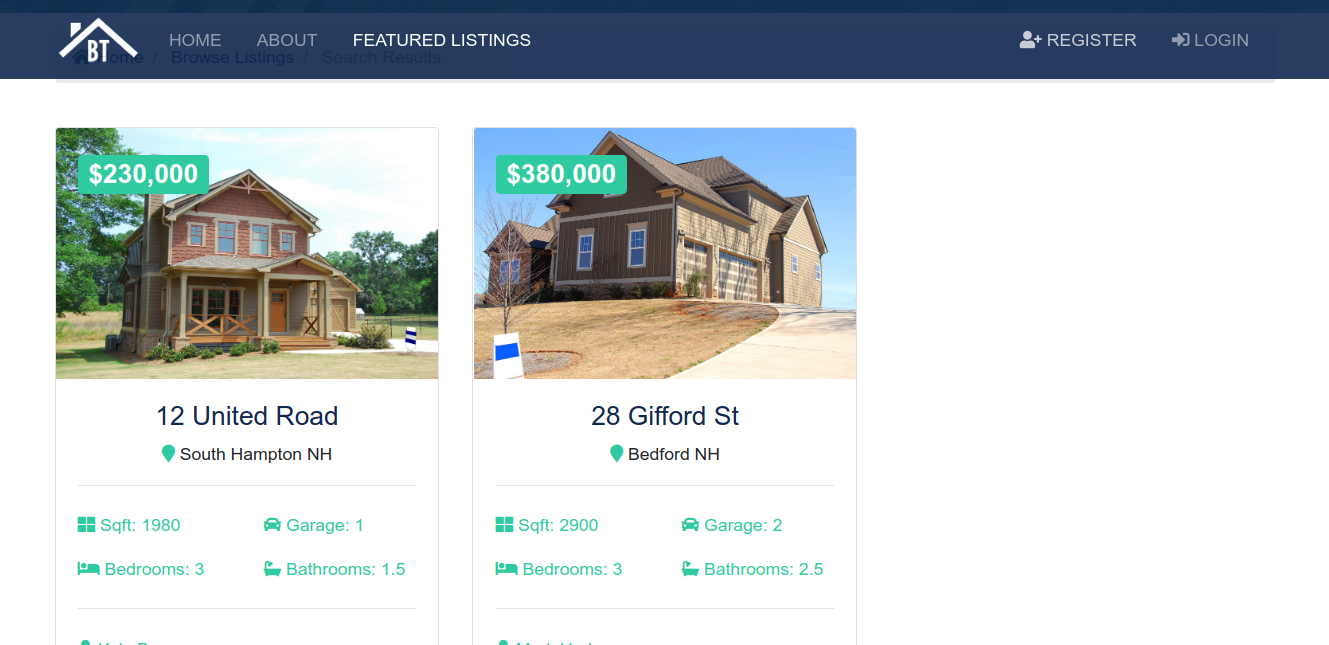 BT HOME ABOUT FEATURED LISTINGS REGISTER LOGIN
Home / Browse Listings / Search Results
$230,000
12 United Road
South Hampton NH
Sqft: 1980 Garage: 1
Bedrooms: 3 Bathrooms: 1.5
$380,000
28 Gifford St
Bedford NH
Sqft: 2900 Garage: 2
Bedrooms: 3 Bathrooms: 2.5